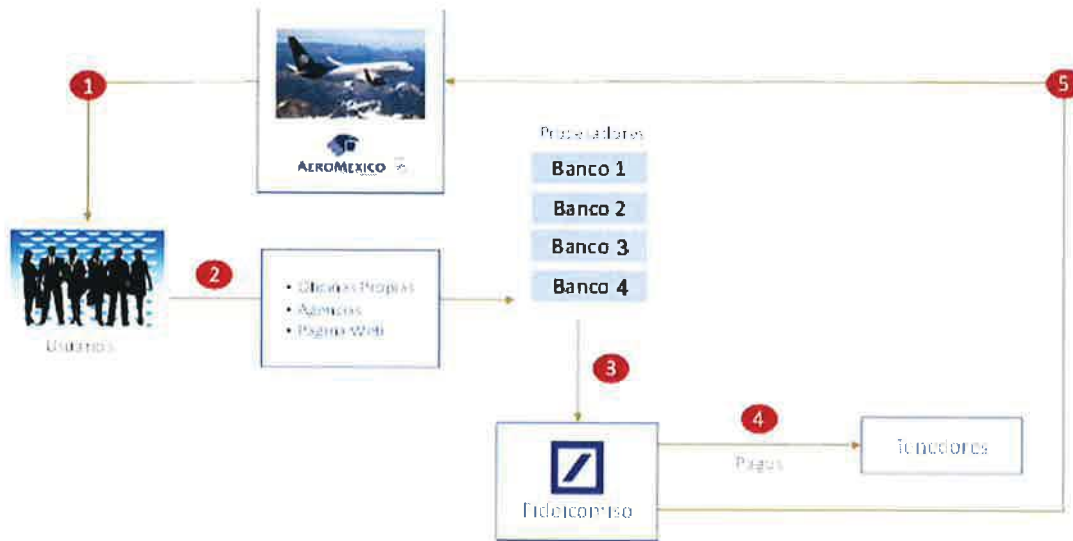 1
5
AEROMEXICO
Procesadores
Banco 1
Banco 2
Banco 3
Banco 4
2
• Oficinas Propias
• Agencias
• Pagina Web
Usuarios
3
4
Pagos
Tenedores
Fideicomiso